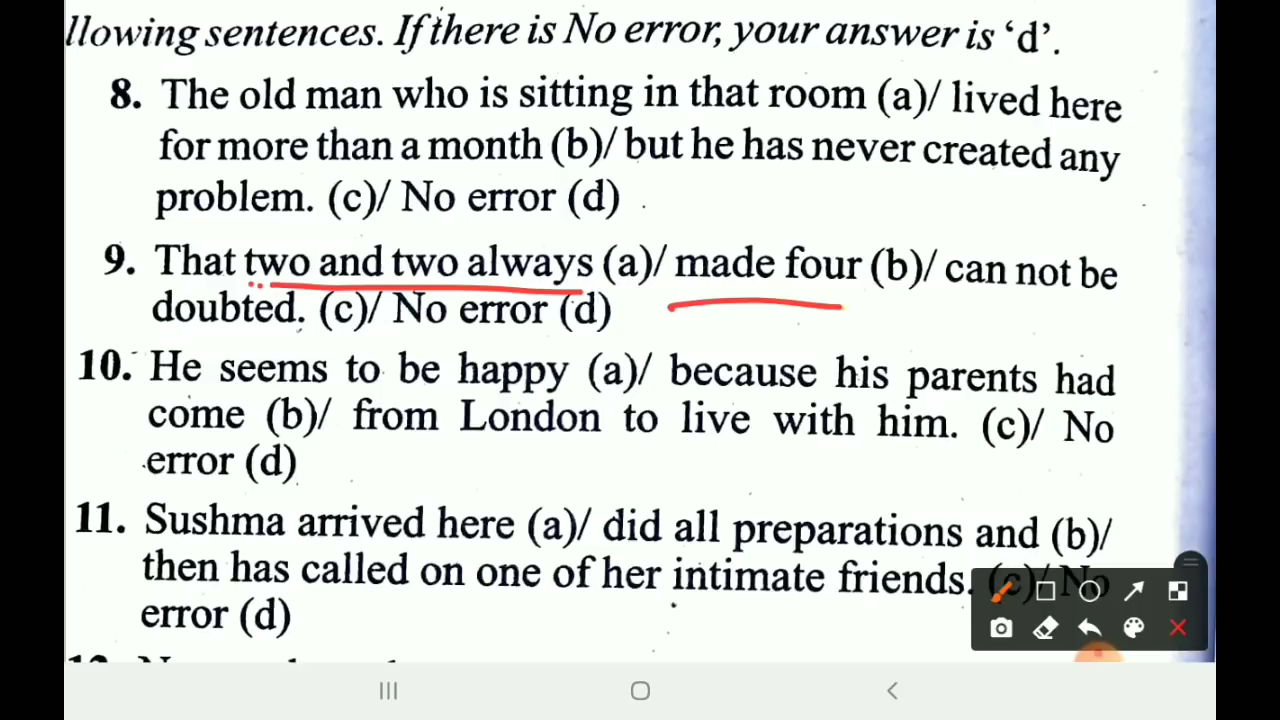 llowing sentences. If there is No error, your answer is ‘d’.
8. The old man who is sitting in that room (a)/ lived here
for more than a month (b)/ but he has never created any
problem. (c)/ No error (d)
9. That two and two always (a)/ made four (b)/ can not be
doubted. (c)/ No error (d)
10. He seems to be happy (a)/ because his parents had
come (b)/ from London to live with him. (c)/ No
error (d)
11. Sushma arrived here (a)/ did all preparations and (b)/
then has called on one of her intimate friends. (c)/ No
error (d)